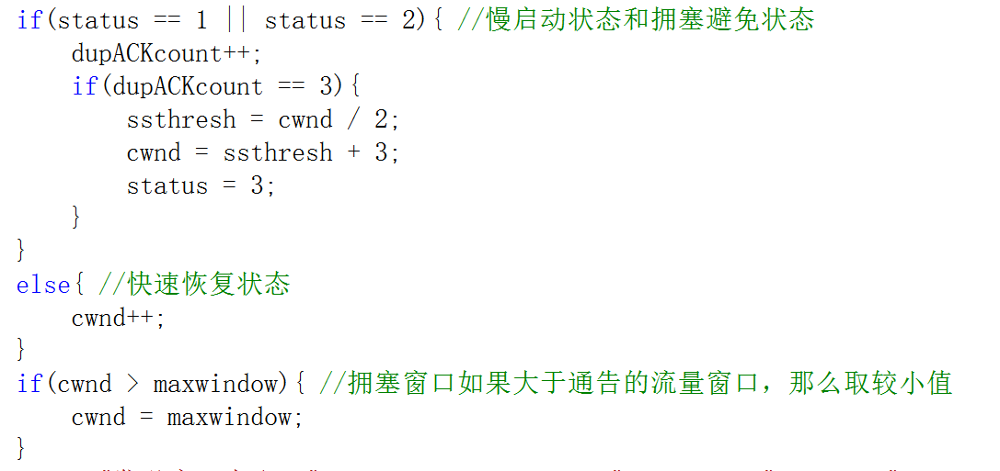 if(status == 1 || status == 2){ //慢启动状态和拥塞避免状态
    dupACKcount++;
    if(dupACKcount == 3){
        ssthresh = cwnd / 2;
        cwnd = ssthresh + 3;
        status = 3;
    }
}
else{ //快速恢复状态
    cwnd++;
}
if(cwnd > maxwindow){ //拥塞窗口如果大于通告的流量窗口，那么取较小值
    cwnd = maxwindow;
}